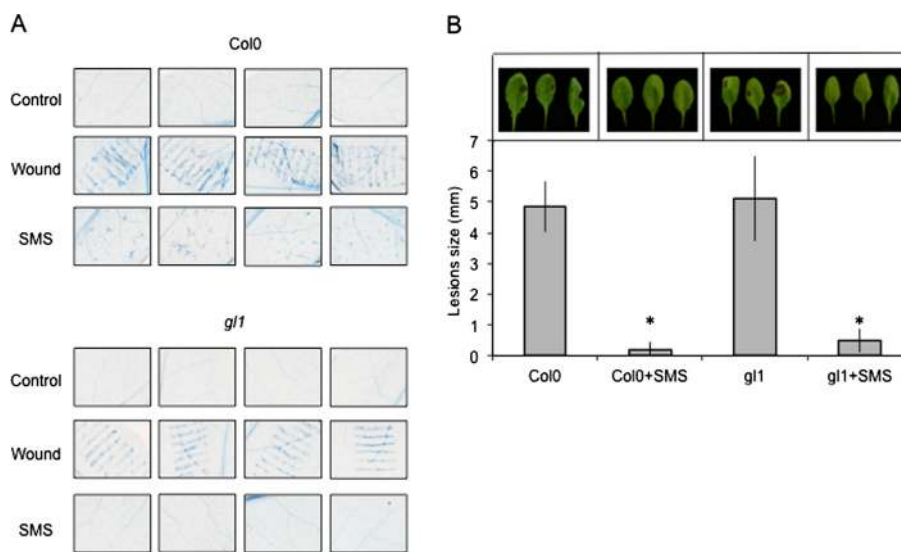 A
Col0
Control
Wound
SMS
gl1
Control
Wound
SMS
B
7
6
5
4
3
2
1
0
Lesions size (mm)
*
*
Col0
Col0+SMS
gl1
gl1+SMS